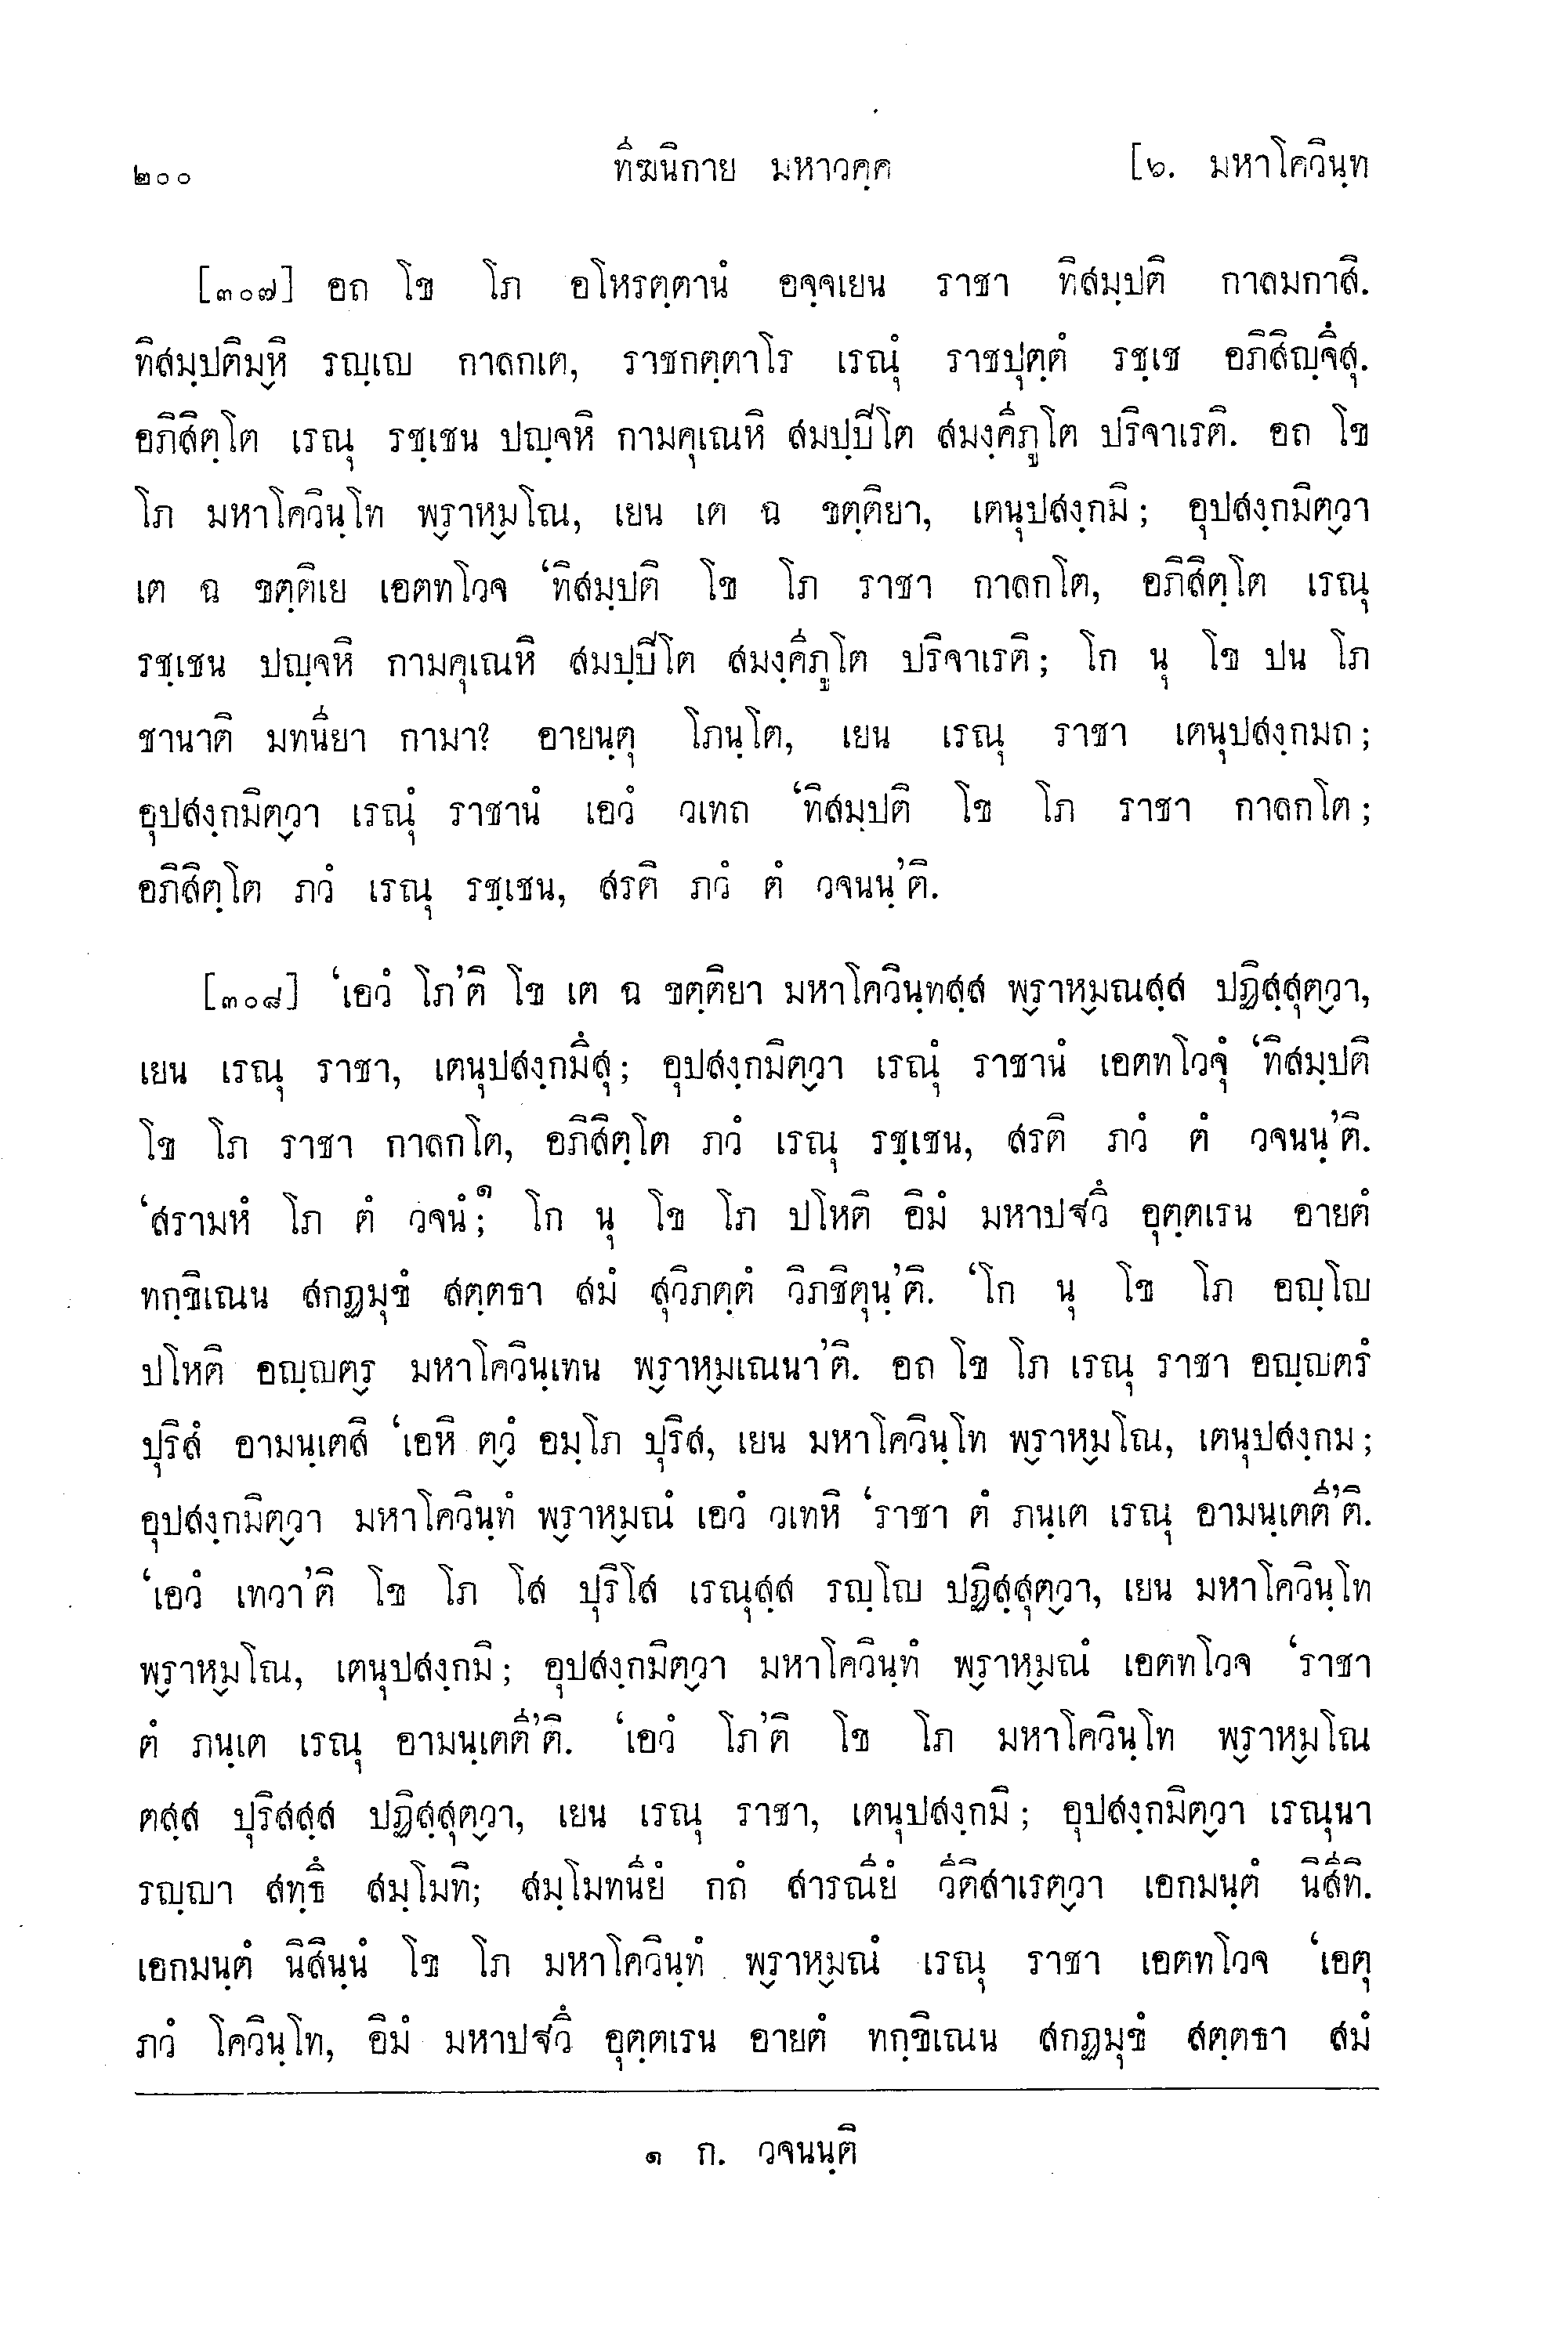 ๒๐๐ ทีฆนิกาย มหาวคฺค [๖. มหาโควินฺท
[๓๐๗] อถ โข โภ อโหรตฺตานํ อจฺจเยน ราชา ทิสมฺปติ กาลมกาสิ.
ทิสมฺปติมฺหิ รญฺเญ กาลกเต, ราชกตฺตาโร เรณุํ ราชปุตฺตํ รชฺเช อภิสิญฺจึสุ.
อภิสิตฺโต เรณุ รชฺเชน ปญฺจหิ กามคุเณหิ สมปฺปิโต สมงฺคีภูโต ปริจาเรติ. อถ โข
โภ มหาโควินฺโท พฺราหฺมโณ, เยน เต ฉ ขตฺติยา, เตนุปสงฺกมิ; อุปสงฺกมิตฺวา
เต ฉ ขตฺติเย เอตทโวจ ‘ทิสมฺปติ โข โภ ราชา กาลกโต, อภิสิตฺโต เรณุ
รชฺเชน ปญฺจหิ กามคุเณหิ สมปฺปิโต สมงฺคีภูโต ปริจาเรติ; โก นุ โข ปน โภ
ชานาติ มทนียา กามา? อายนฺตุ โภนฺโต, เยน เรณุ ราชา เตนุปสงฺกมถ;
อุปสงฺกมิตฺวา เรณุํ ราชานํ เอวํ วเทถ ‘ทิสมฺปติ โข โภ ราชา กาลกโต;
อภิสิตฺโต ภวํ เรณุ รชฺเชน, สรติ ภวํ ตํ วจนนฺ’ติ.
[๓๐๘] ‘เอวํ โภ’ติ โข เต ฉ ขตฺติยา มหาโควินฺทสฺส พฺราหฺมณสฺส ปฏิสฺสุตฺวา,
เยน เรณุ ราชา, เตนุปสงฺกมึสุ; อุปสงฺกมิตฺวา เรณุํ ราชานํ เอตทโวจุํ ‘ทิสมฺปติ
โข โภ ราชา กาลกโต, อภิสิตฺโต ภวํ เรณุ รชฺเชน, สรติ ภวํ ตํ วจนนฺ’ติ.
‘สรามหํ โภ ตํ วจนํ;๑ โก นุ โข โภ ปโหติ อิมํ มหาปฐวึ อุตฺตเรน อายตํ
ทกฺขิเณน สกฏมุขํ สตฺตธา สมํ สุวิภตฺตํ วิภชิตุนฺ’ติ. ‘โก นุ โข โภ อญฺโญ
ปโหติ อญฺญตฺร มหาโควินฺเทน พฺราหฺมเณนา’ติ. อถ โข โภ เรณุ ราชา อญฺญตรํ
ปุริสํ อามนฺเตสิ ‘เอหิ ตฺวํ อมฺโภ ปุริส, เยน มหาโควินฺโท พฺราหฺมโณ, เตนุปสงฺกม;
อุปสงฺกมิตฺวา มหาโควินฺทํ พฺราหฺมณํ เอวํ วเทหิ ‘ราชา ตํ ภนฺเต เรณุ อามนฺเตตี’ติ.
‘เอวํ เทวา’ติ โข โภ โส ปุริโส เรณุสฺส รญฺโญ ปฏิสฺสุตฺวา, เยน มหาโควินฺโท
พฺราหฺมโณ, เตนุปสงฺกมิ; อุปสงฺกมิตฺวา มหาโควินฺทํ พฺราหฺมณํ เอตทโวจ ‘ราชา
ตํ ภนฺเต เรณุ อามนฺเตตี’ติ. ‘เอวํ โภ’ติ โข โภ มหาโควินฺโท พฺราหฺมโณ
ตสฺส ปุริสสฺส ปฏิสฺสุตฺวา, เยน เรณุ ราชา, เตนุปสงฺกมิ; อุปสงฺกมิตฺวา เรณุนา
รญฺญา สทฺธึ สมฺโมทิ; สมฺโมทนียํ กถํ สารณียํ วีติสาเรตฺวา เอกมนฺตํ นิสีทิ.
เอกมนฺตํ นิสินฺนํ โข โภ มหาโควินฺทํ พฺราหฺมณํ เรณุ ราชา เอตทโวจ ‘เอตุ
ภวํ โควินฺโท, อิมํ มหาปฐวึ อุตฺตเรน อายตํ ทกฺขิเณน สกฏมุขํ สตฺตธา สมํ
๑ ก. วจนนฺติ